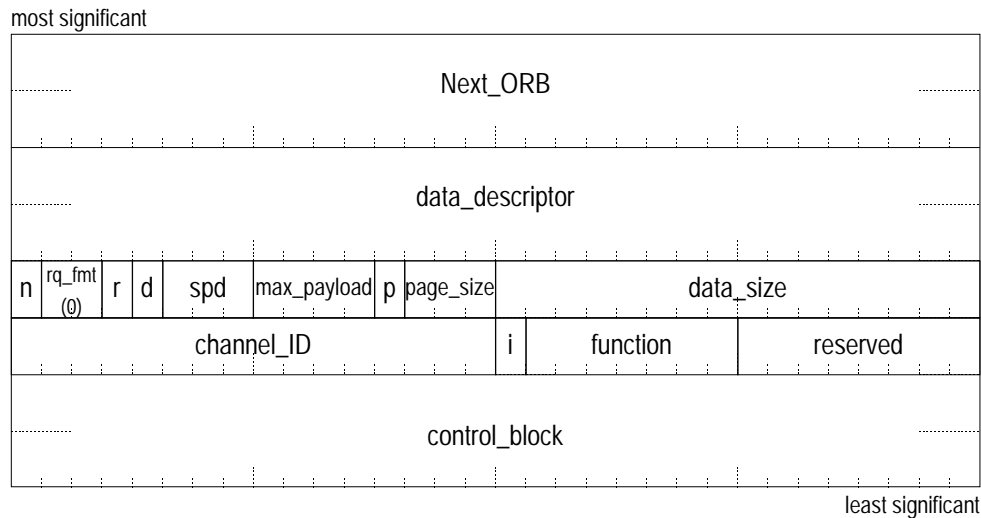 most significant
Next_ORB
data_descriptor
n rq_fmt (0) r d spd max_payload p page_size data_size
channel_ID i function reserved
control_block
least significant